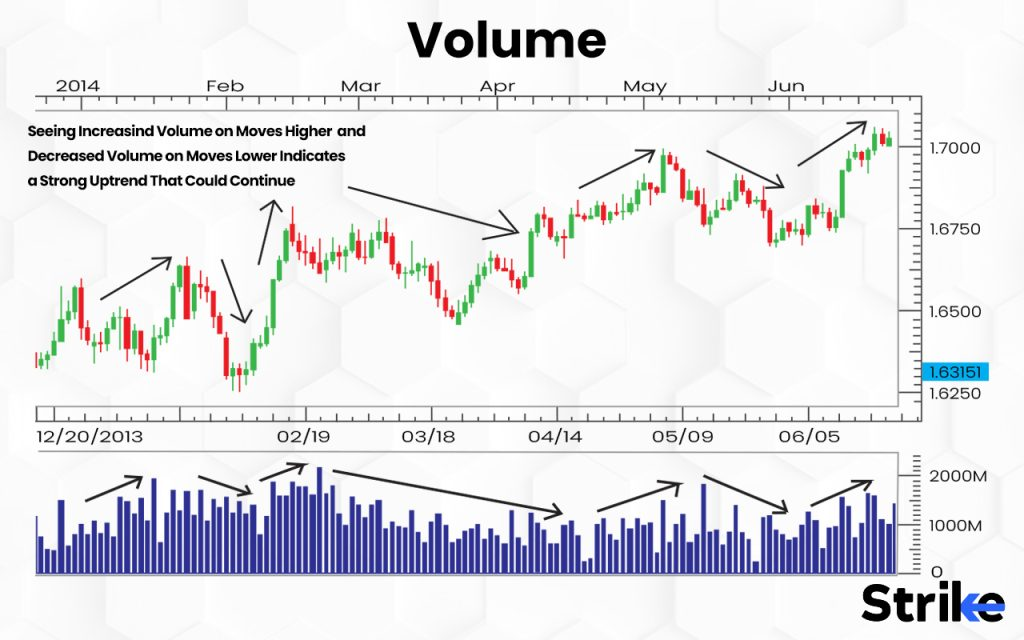 Volume
2014 Feb Mar Apr May Jun
Seeing Increasind Volume on Moves Higher and
Decreased Volume on Moves Lower Indicates
a Strong Uptrend That Could Continue
1.7000
1.6750
1.6500
1.63151
1.6250
12/20/2013 02/19 03/18 04/14 05/09 06/05
2000M
1000M
0
Strike